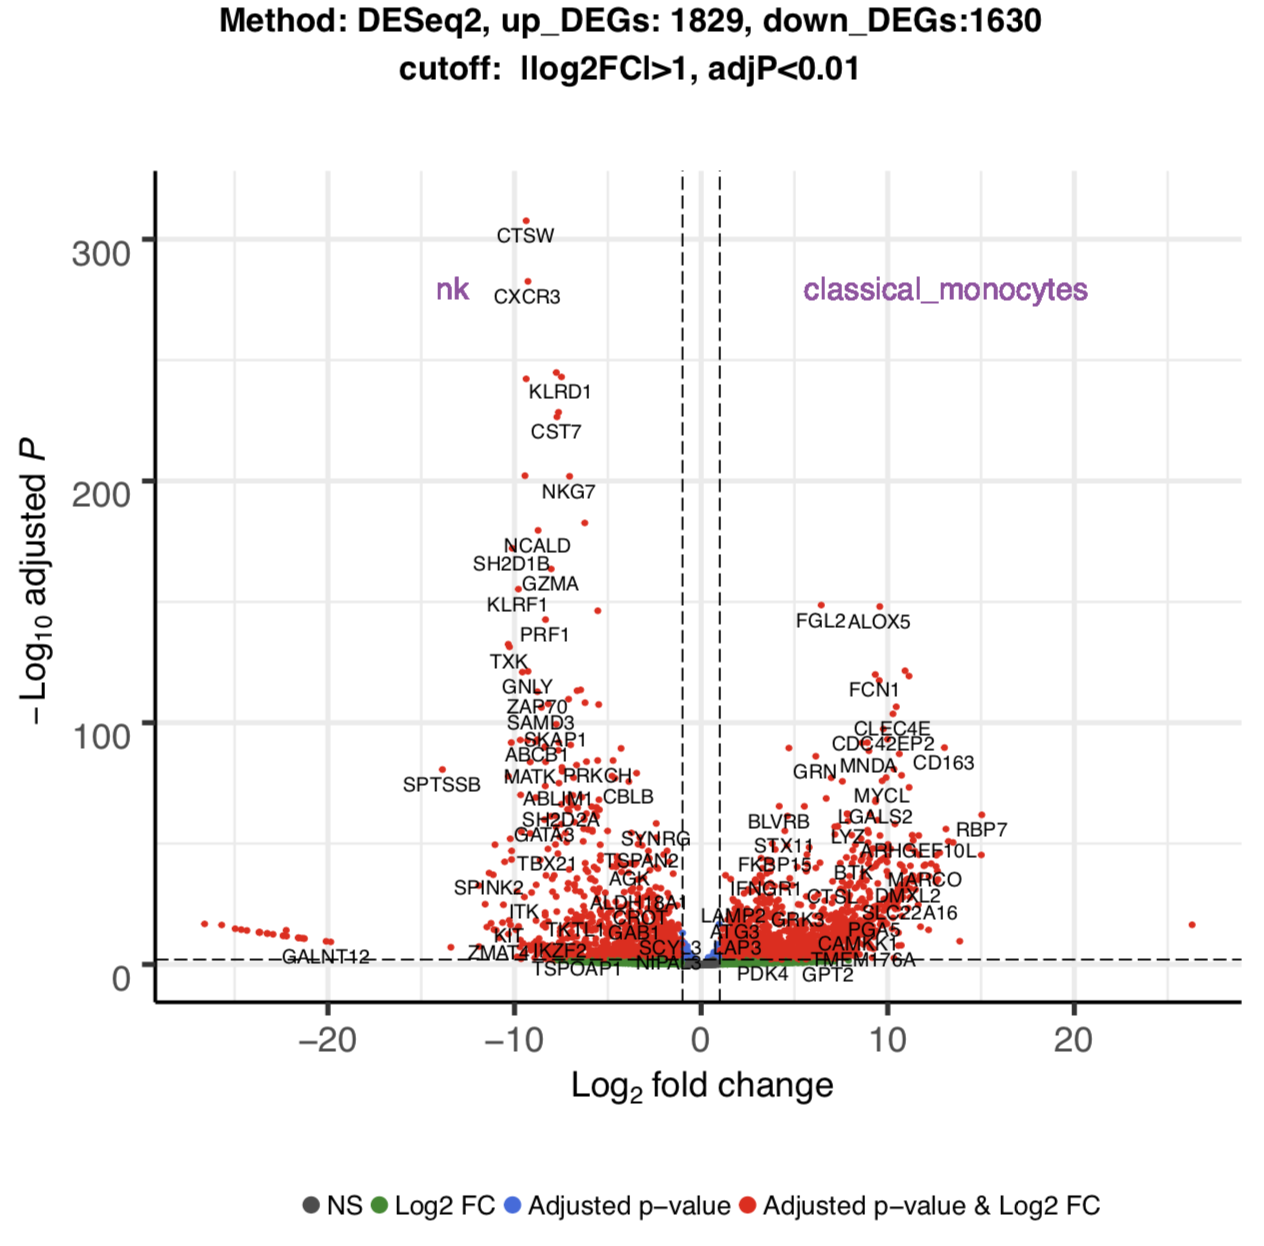 Method: DESeq2, up_DEGs: 1829, down_DEGs:1630
cutoff: llog2FCl>1, adjP<0.01
−Log10 adjusted P
300
200
100
0
nk
classical_monocytes
CTSW
CXCR3
KLRD1
CST7
NKG7
NCALD
SH2D1B
GZMA
KLRF1
PRF1
TXK
GNLY
ZAP70
SAMD3
SKAP1
ABCB1
MATK
PRKCH
SPTSSB
ABLIM1
CBLB
SH2D2A
GATA3
SYNRG
TBX21
TSPAN2
AGK
SPINK2
ALDH18A1
ITK
CROT
TKTL1
GAB1
KIT
SCYL3
ZMAT4
IKZF2
GALNT12
TSPOAP1
NIPAL3
FGL2
ALOX5
FCN1
CLEC4E
CDC42EP2
GRN
MNDA
CD163
MYCL
BLVRB
LGALS2
RBP7
LYZ
STX11
ARHGEF10L
FKBP15
BTK
MARCO
IFNGR1
CTSL
DMXL2
LAMP2
GRK3
SLC22A16
ATG3
PGA5
LAP3
CAMKK1
TMEM176A
PDK4
GPT2
−20
−10
0
10
20
Log2 fold change
NS
Log2 FC
Adjusted p−value
Adjusted p−value & Log2 FC